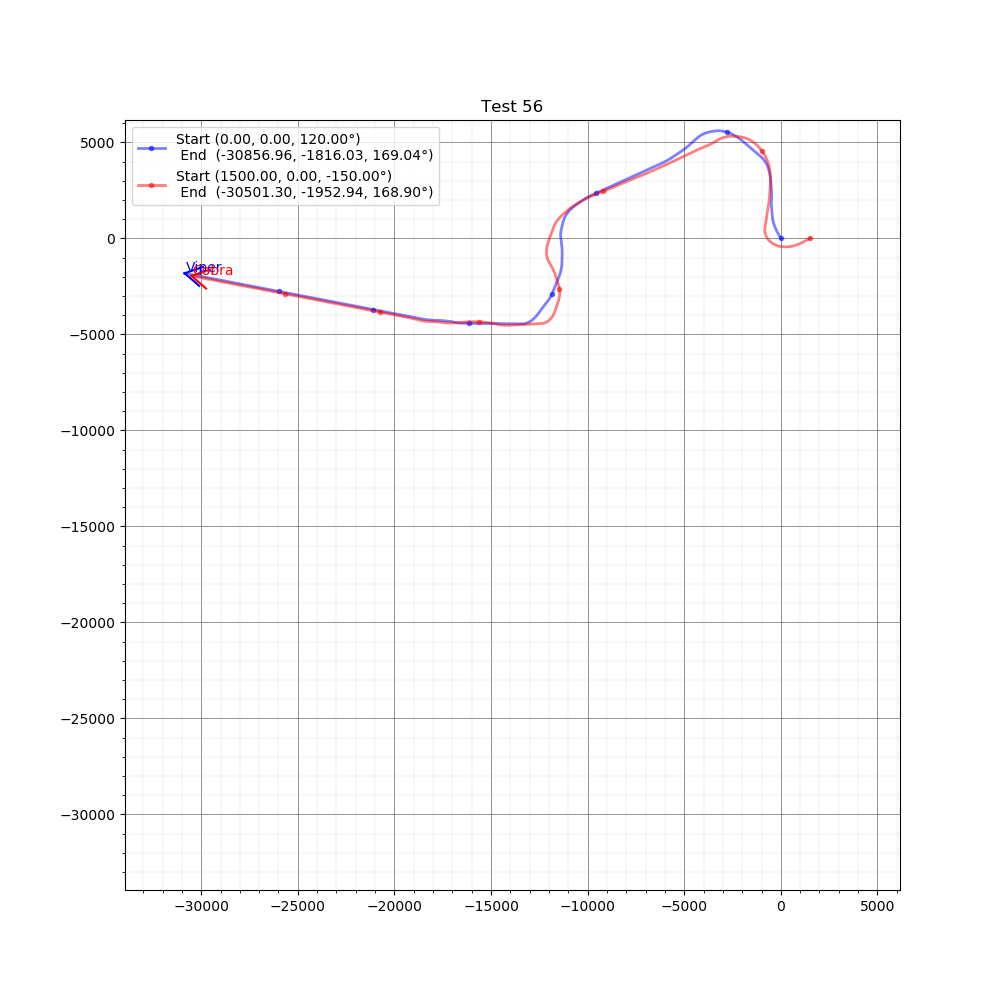 Test 56
Start (0.00, 0.00, 120.00°)
End (-30856.96, -1816.03, 169.04°)
Start (1500.00, 0.00, -150.00°)
End (-30501.30, -1952.94, 168.90°)
5000
0
Viper
Cobra
−5000
−10000
−15000
−20000
−25000
−30000
−30000 −25000 −20000 −15000 −10000 −5000 0 5000